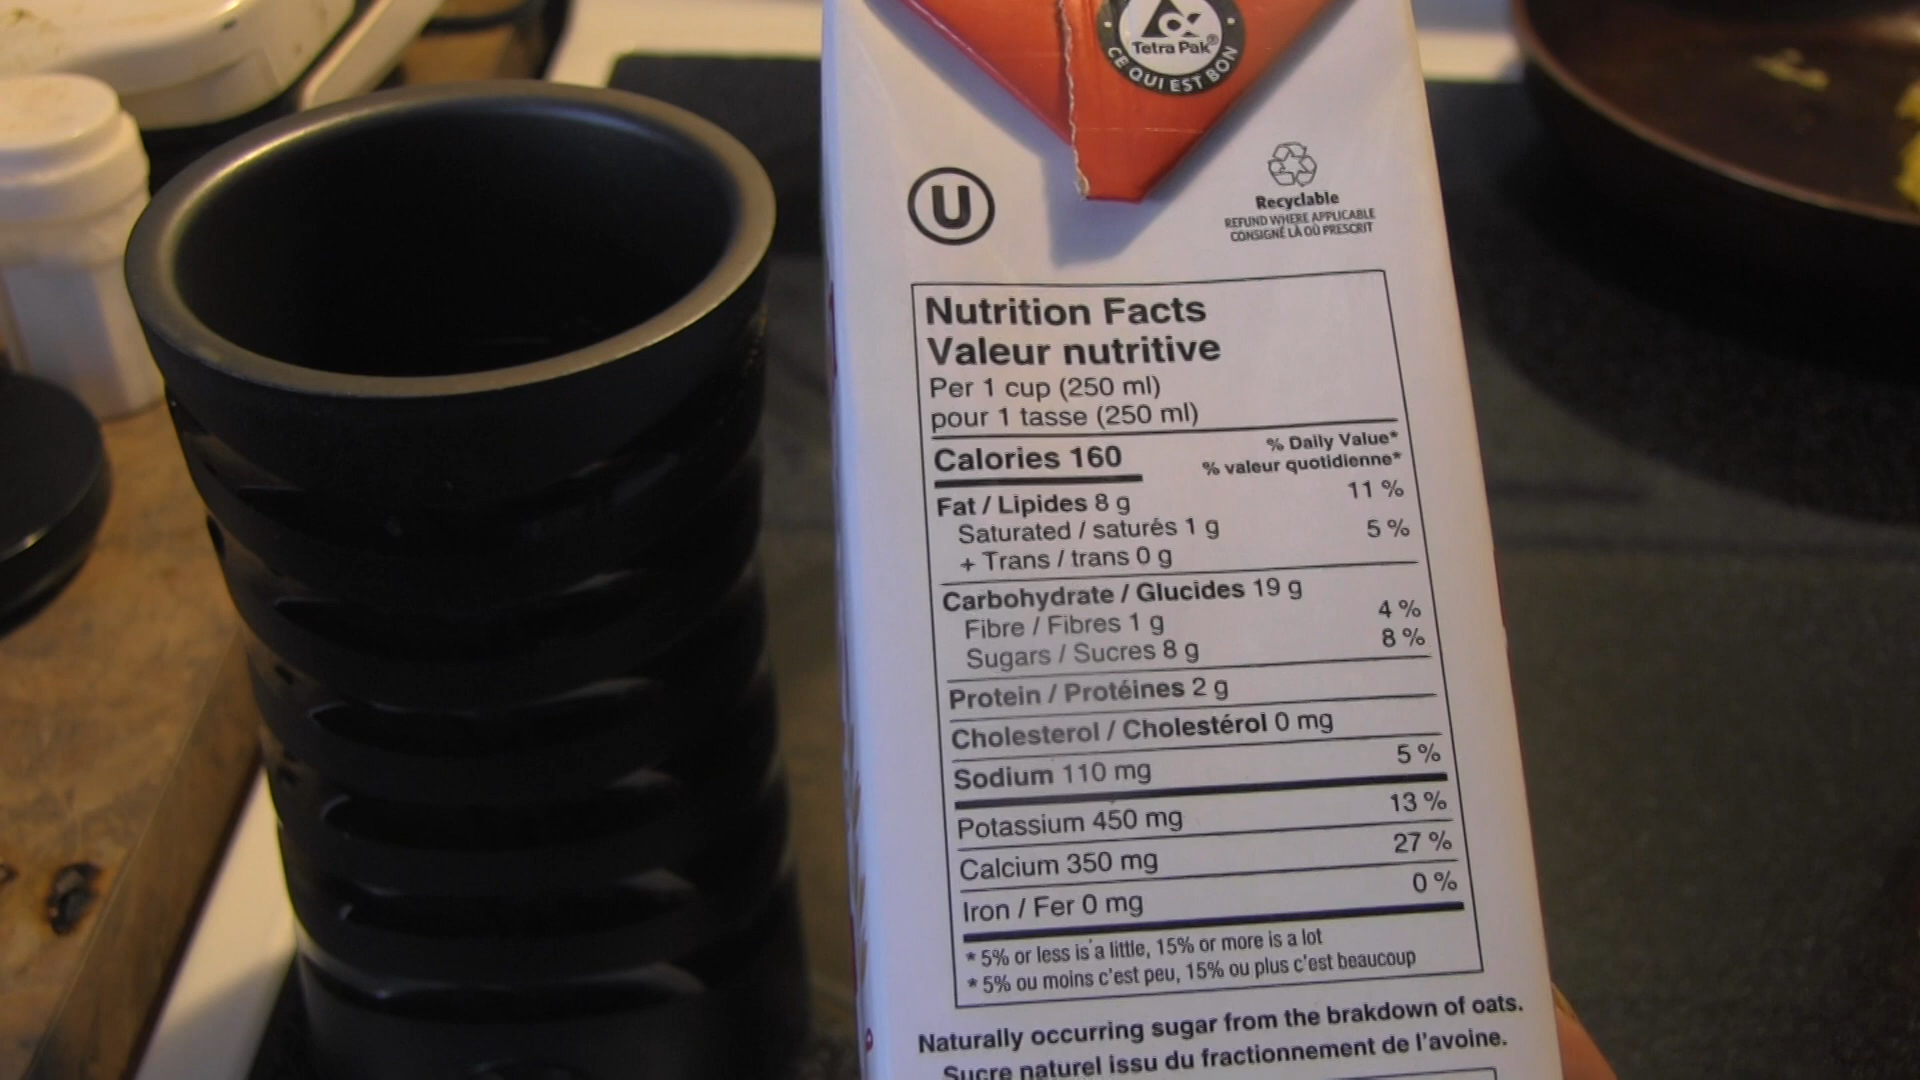 Tetra Pak®
CE QUI EST BON
U
Recyclable
REFUND WHERE APPLICABLE
CONSIGNÉ LÀ OÙ PRESCRIT
Nutrition Facts
Valeur nutritive
Per 1 cup (250 ml)
pour 1 tasse (250 ml)
% Daily Value*
Calories 160
% valeur quotidienne*
Fat / Lipides 8 g 11 %
Saturated / saturés 1 g 5 %
+ Trans / trans 0 g
Carbohydrate / Glucides 19 g
Fibre / Fibres 1 g 4 %
Sugars / Sucres 8 g 8 %
Protein / Protéines 2 g
Cholesterol / Cholestérol 0 mg
Sodium 110 mg 5 %
Potassium 450 mg 13 %
Calcium 350 mg 27 %
Iron / Fer 0 mg 0 %
* 5% or less is a little, 15% or more is a lot
* 5% ou moins c'est peu, 15% ou plus c'est beaucoup
Naturally occurring sugar from the brakdown of oats.
Sucre naturel issu du fractionnement de l'avoine.